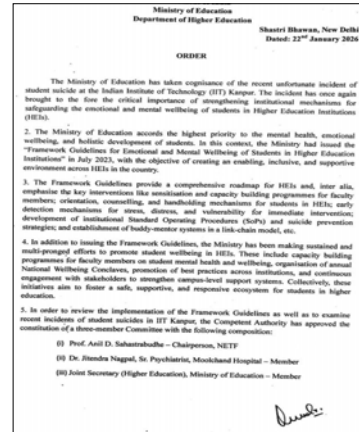 Ministry of Education
Department of Higher Education
Shastri Bhawan, New Delhi
Dated: 22nd January 2026
ORDER
The Ministry of Education has taken cognisance of the recent unfortunate incident of
student suicide at the Indian Institute of Technology (IIT) Kanpur. The incident has once again
brought to the fore the critical importance of strengthening institutional mechanisms for
safeguarding the emotional and mental wellbeing of students in Higher Education Institutions
(HEIs).
2. The Ministry of Education accords the highest priority to the mental health, emotional
wellbeing, and holistic development of students. In this context, the Ministry had issued the
"Framework Guidelines for Emotional and Mental Wellbeing of Students in Higher Education
Institutions" in July 2023, with the objective of creating an enabling, inclusive, and supportive
environment across HEIs in the country.
3. The Framework Guidelines provide a comprehensive roadmap for HEIs and, inter alia,
emphasise the key interventions like sensitisation and capacity building programmes for faculty
members; orientation, counselling, and handholding mechanisms for students in HEIs; early
detection mechanisms for stress, distress, and vulnerability for immediate intervention;
development of Institutional Standard Operating Procedures (SoPs) and suicide prevention
strategies; and establishment of buddy-mentor systems in a link-chain model, etc.
4. In addition to issuing the Framework Guidelines, the Ministry has been making sustained and
multi-pronged efforts to promote student wellbeing in HEIs. These include capacity building
programmes for faculty members on student mental health and wellbeing, organisation of annual
National Wellbeing Conclaves, promotion of best practices across institutions, and continuous
engagement with stakeholders to strengthen campus-level support systems. Collectively, these
initiatives aim to foster a safe, supportive, and responsive ecosystem for students in higher
education.
5. In order to review the implementation of the Framework Guidelines as well as to examine
recent incidents of student suicides in IIT Kanpur, the Competent Authority has approved the
constitution of a three-member Committee with the following composition:
(i) Prof. Anil D. Sahastrabudhe – Chairperson, NETF
(ii) Dr. Jitendra Nagpal, Sr. Psychiatrist, Moolchand Hospital – Member
(iii) Joint Secretary (Higher Education), Ministry of Education – Member